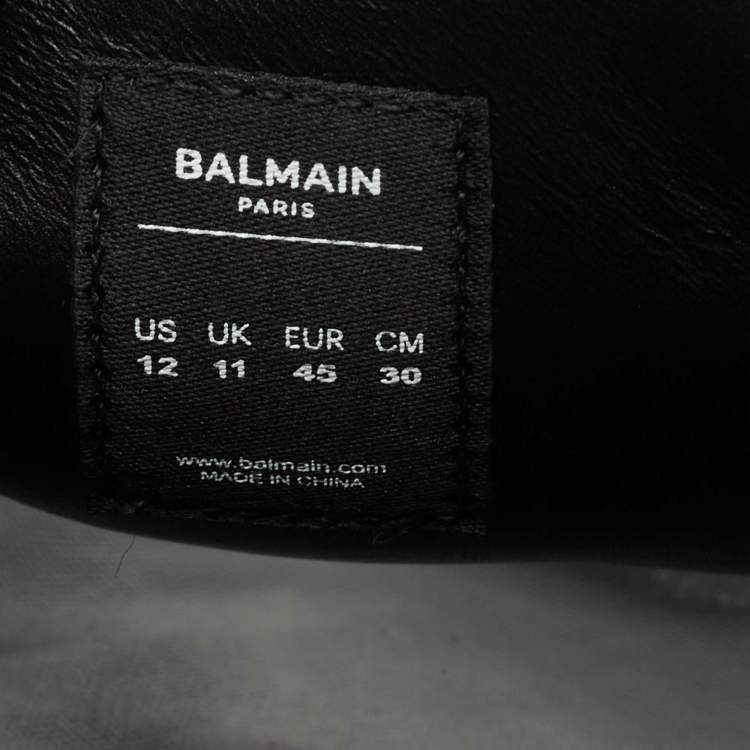 BALMAIN
PARIS
US UK EUR CM
12 11 45 30
www.balmain.com
MADE IN CHINA